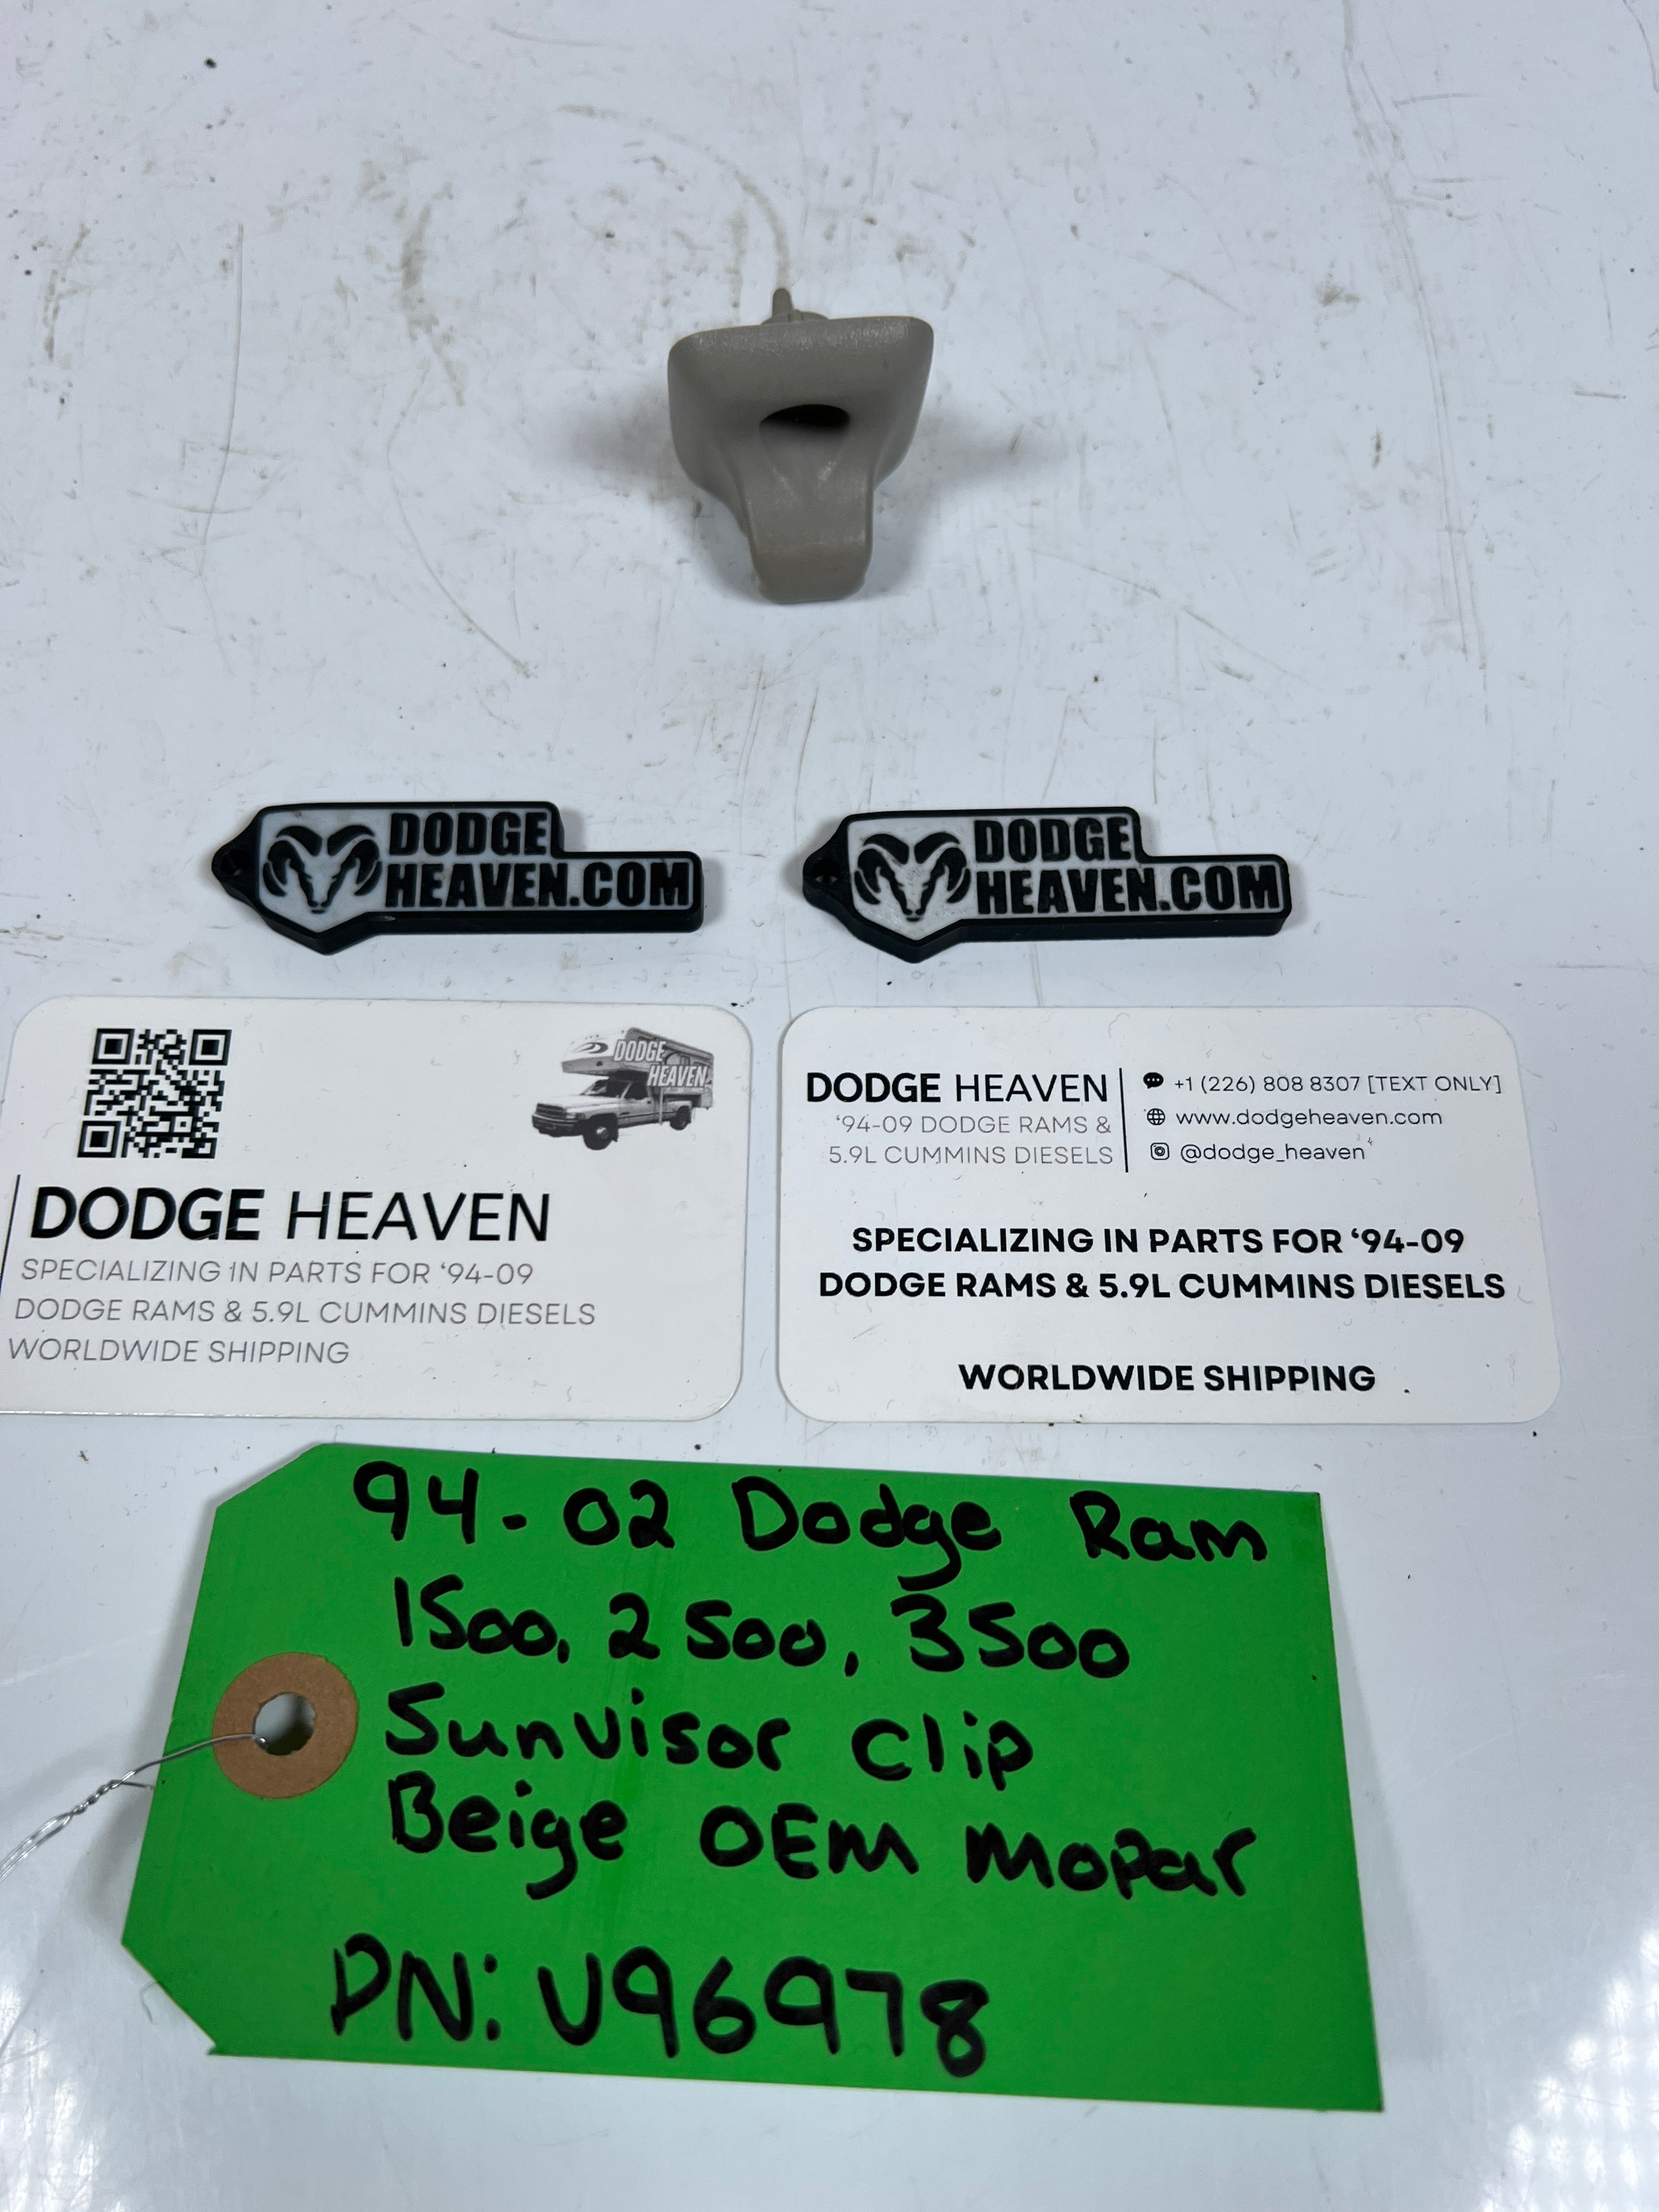 DODGE
HEAVEN.COM
DODGE
HEAVEN.COM
DODGE
HEAVEN
DODGE HEAVEN
SPECIALIZING IN PARTS FOR ‘94-09
DODGE RAMS & 5.9L CUMMINS DIESELS
WORLDWIDE SHIPPING
DODGE HEAVEN
‘94-09 DODGE RAMS &
5.9L CUMMINS DIESELS
+1 (226) 808 8307 [TEXT ONLY]
www.dodgeheaven.com
@dodge_heaven
SPECIALIZING IN PARTS FOR ‘94-09
DODGE RAMS & 5.9L CUMMINS DIESELS
WORLDWIDE SHIPPING
94-02 Dodge Ram
1500, 2500, 3500
Sunvisor Clip
Beige OEM Mopar
PN: U96978